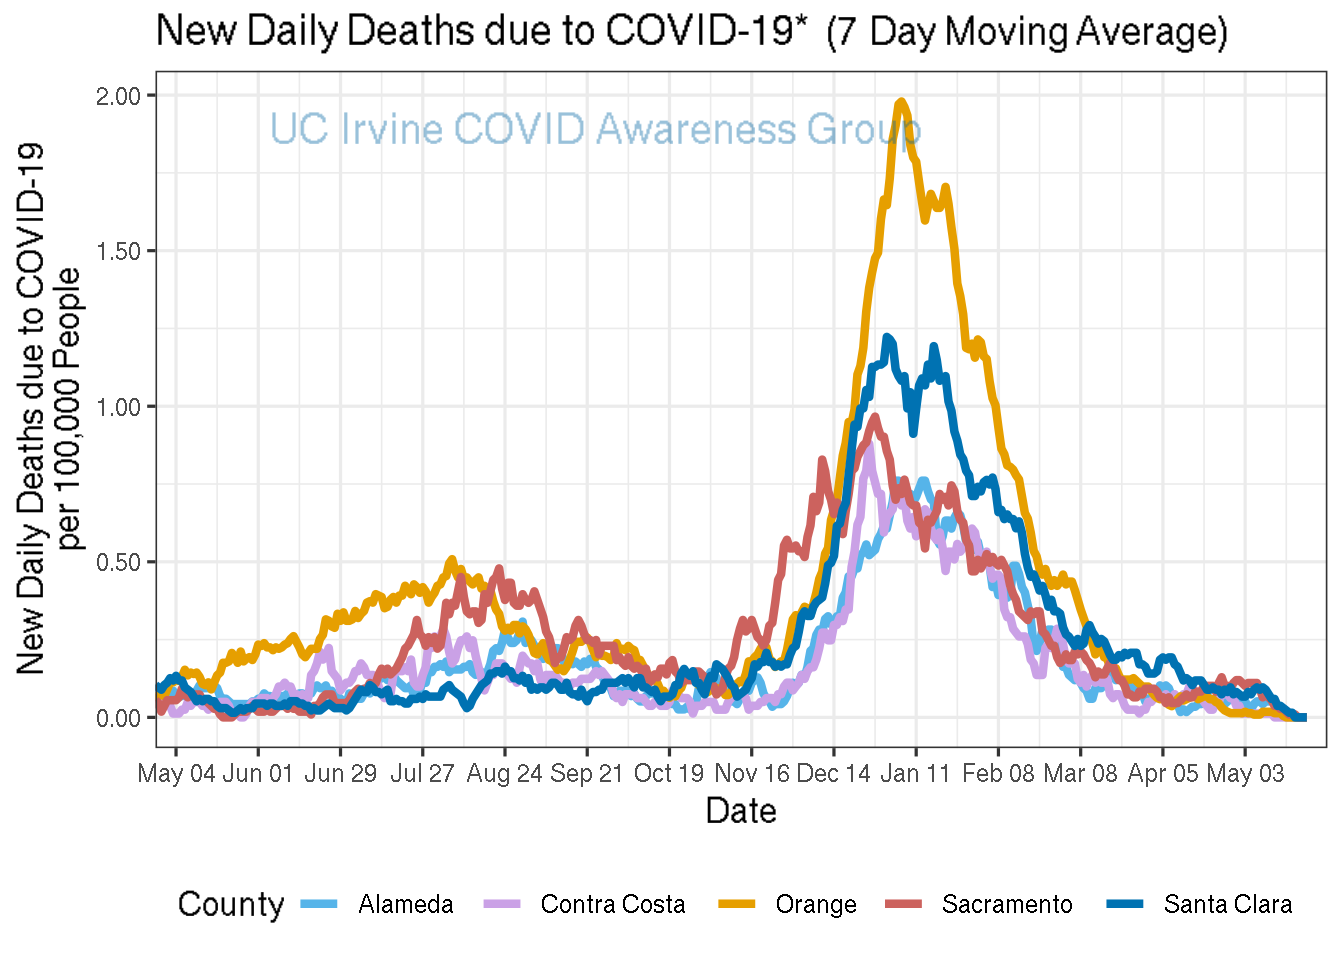 New Daily Deaths due to COVID-19* (7 Day Moving Average)
UC Irvine COVID Awareness Group
New Daily Deaths due to COVID-19
per 100,000 People
2.00
1.50
1.00
0.50
0.00
May 04 Jun 01 Jun 29 Jul 27 Aug 24 Sep 21 Oct 19 Nov 16 Dec 14 Jan 11 Feb 08 Mar 08 Apr 05 May 03
Date
County Alameda Contra Costa Orange Sacramento Santa Clara